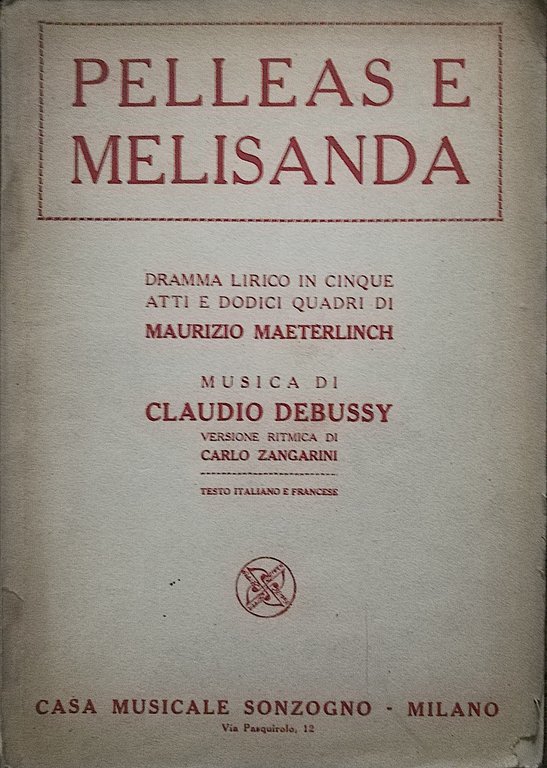 PELLEAS E
MELISANDA
DRAMMA LIRICO IN CINQUE
ATTI E DODICI QUADRI DI
MAURIZIO MAETERLINCH
MUSICA DI
CLAUDIO DEBUSSY
VERSIONE RITMICA DI
CARLO ZANGARINI
TESTO ITALIANO E FRANCESE
CASA MUSICALE SONZOGNO - MILANO
Via Pasquirolo, 12